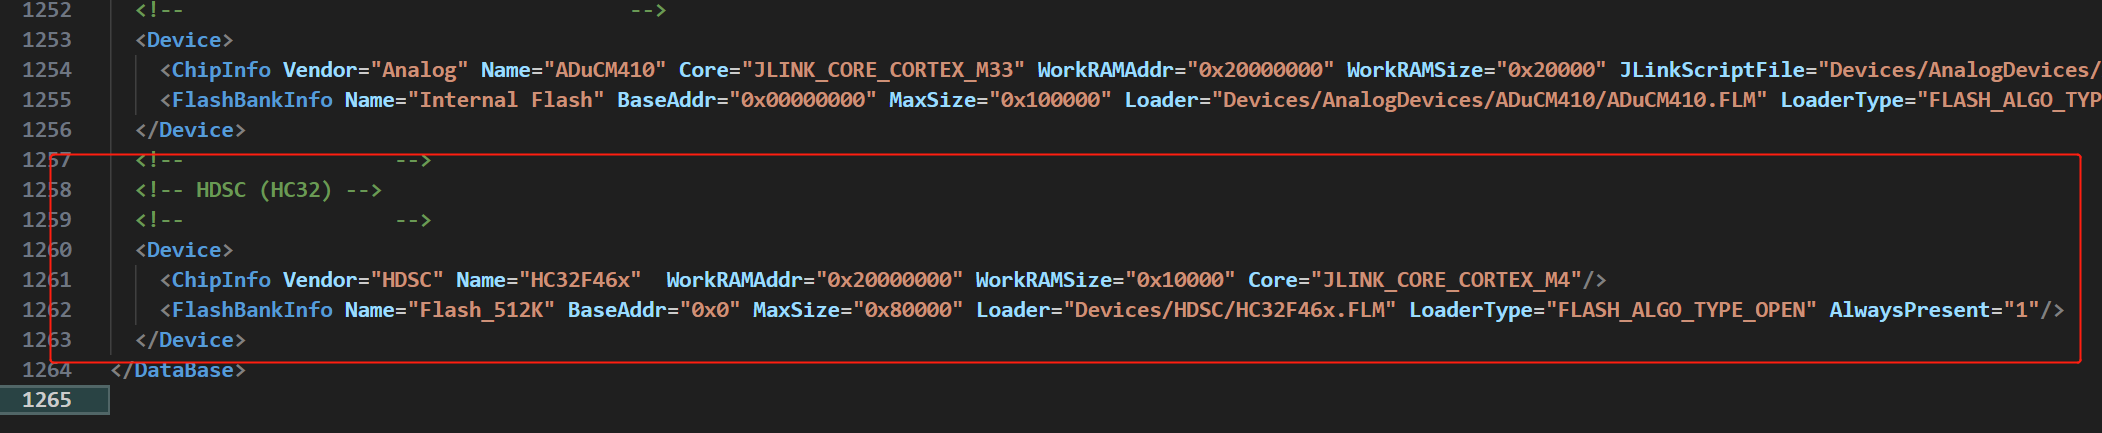 1252 <!-- -->
1253 <Device>
1254 <ChipInfo Vendor="Analog" Name="ADuCM410" Core="JLINK_CORE_CORTEX_M33" WorkRAMAddr="0x20000000" WorkRAMSize="0x20000" JLinkScriptFile="Devices/AnalogDevices/
1255 <FlashBankInfo Name="Internal Flash" BaseAddr="0x00000000" MaxSize="0x100000" Loader="Devices/AnalogDevices/ADuCM410/ADuCM410.FLM" LoaderType="FLASH_ALGO_TYP
1256 </Device>
1257 <!-- -->
1258 <!-- HDSC (HC32) -->
1259 <!-- -->
1260 <Device>
1261 <ChipInfo Vendor="HDSC" Name="HC32F46x"  WorkRAMAddr="0x20000000" WorkRAMSize="0x10000" Core="JLINK_CORE_CORTEX_M4"/>
1262 <FlashBankInfo Name="Flash_512K" BaseAddr="0x0" MaxSize="0x80000" Loader="Devices/HDSC/HC32F46x.FLM" LoaderType="FLASH_ALGO_TYPE_OPEN" AlwaysPresent="1"/>
1263 </Device>
1264 </DataBase>
1265